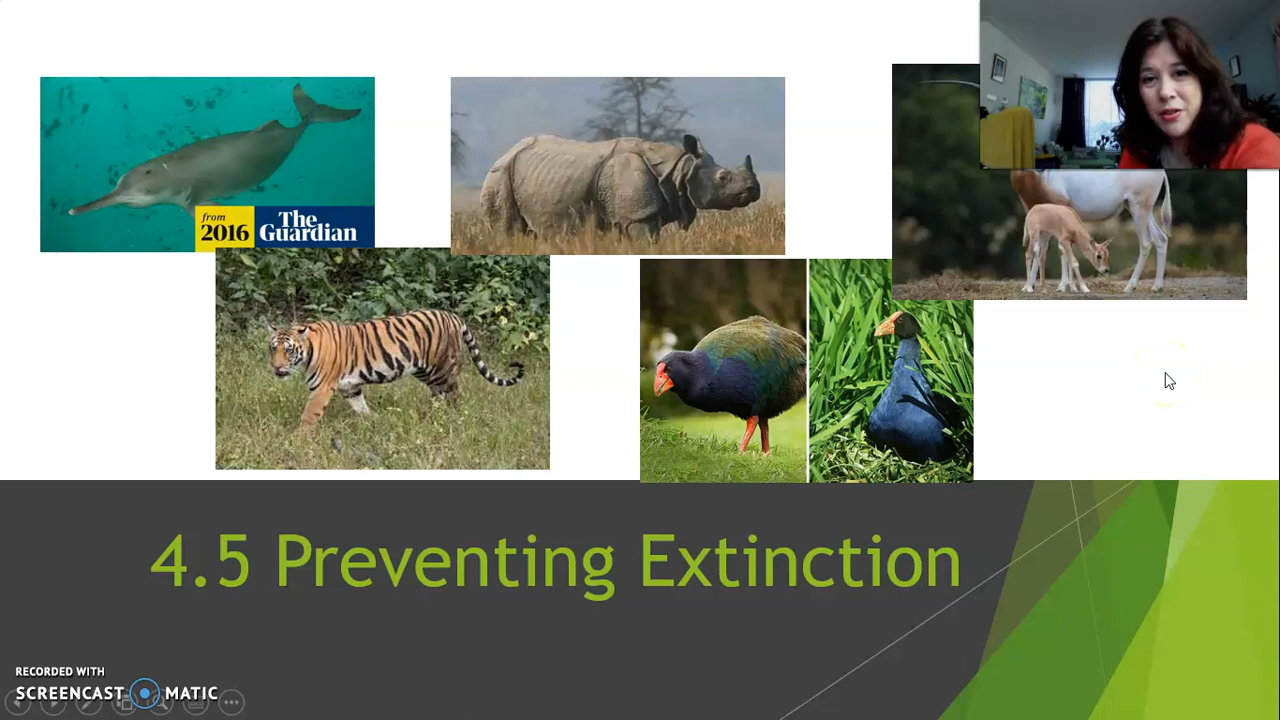 from
2016
The
Guardian
4.5 Preventing Extinction
RECORDED WITH
SCREENCAST MATIC